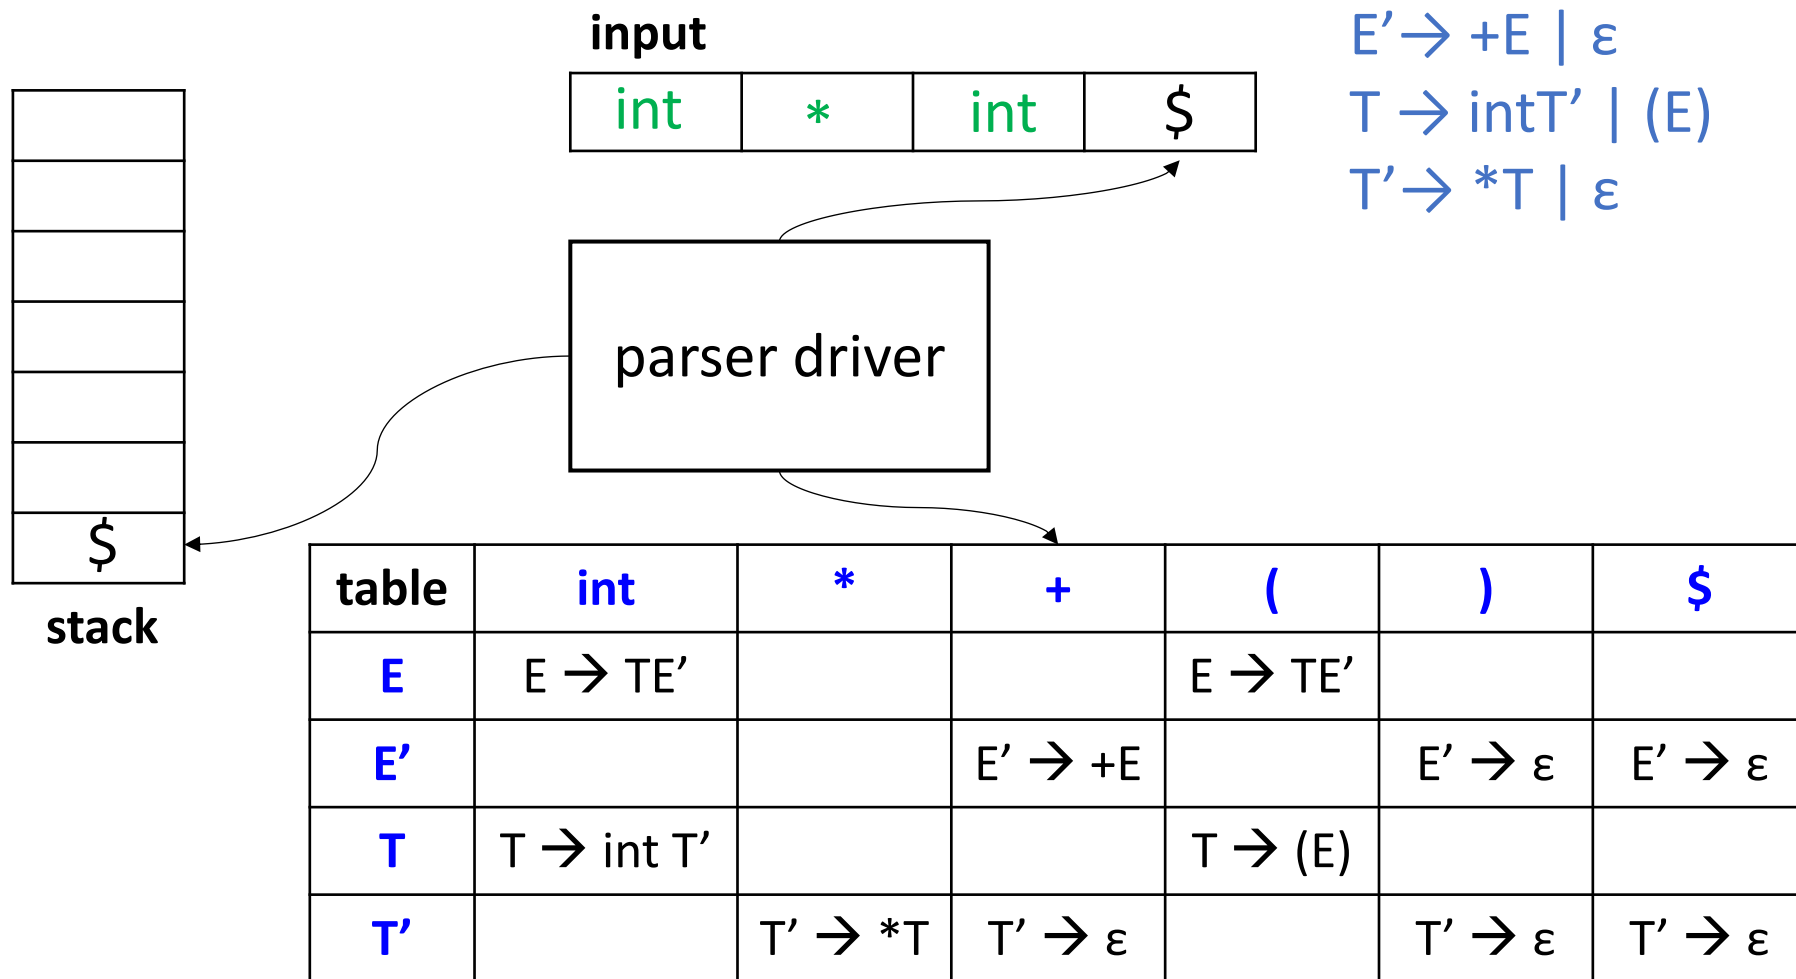 input
E’→ +E | ε
int * int $
T → intT’ | (E)
T’→ *T | ε
parser driver
$
stack
table int * + ( ) $
E E → TE’ E → TE’
E’ E’ → +E E’ → ε E’ → ε
T T → int T’ T → (E)
T’ T’ → *T T’ → ε T’ → ε T’ → ε